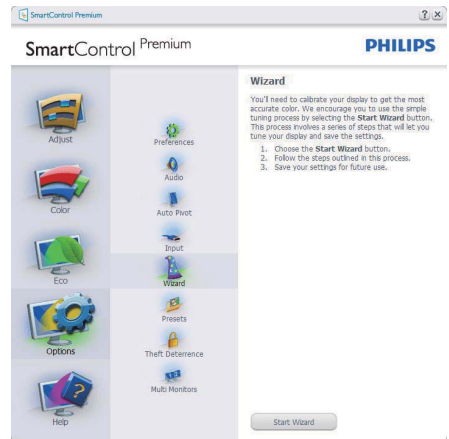 SmartControl Premium
? X
SmartControl Premium
PHILIPS
Adjust
Color
Eco
Options
Help
Preferences
Audio
Auto Pivot
Input
Wizard
Presets
Theft Deterrence
Multi Monitors
Wizard
You'll need to calibrate your display to get the most
accurate color. We encourage you to use the simple
tuning process by selecting the Start Wizard button.
This process involves a series of steps that will let you
tune your display and save the settings.
1. Choose the Start Wizard button.
2. Follow the steps outlined in this process.
3. Save your settings for future use.
Start Wizard